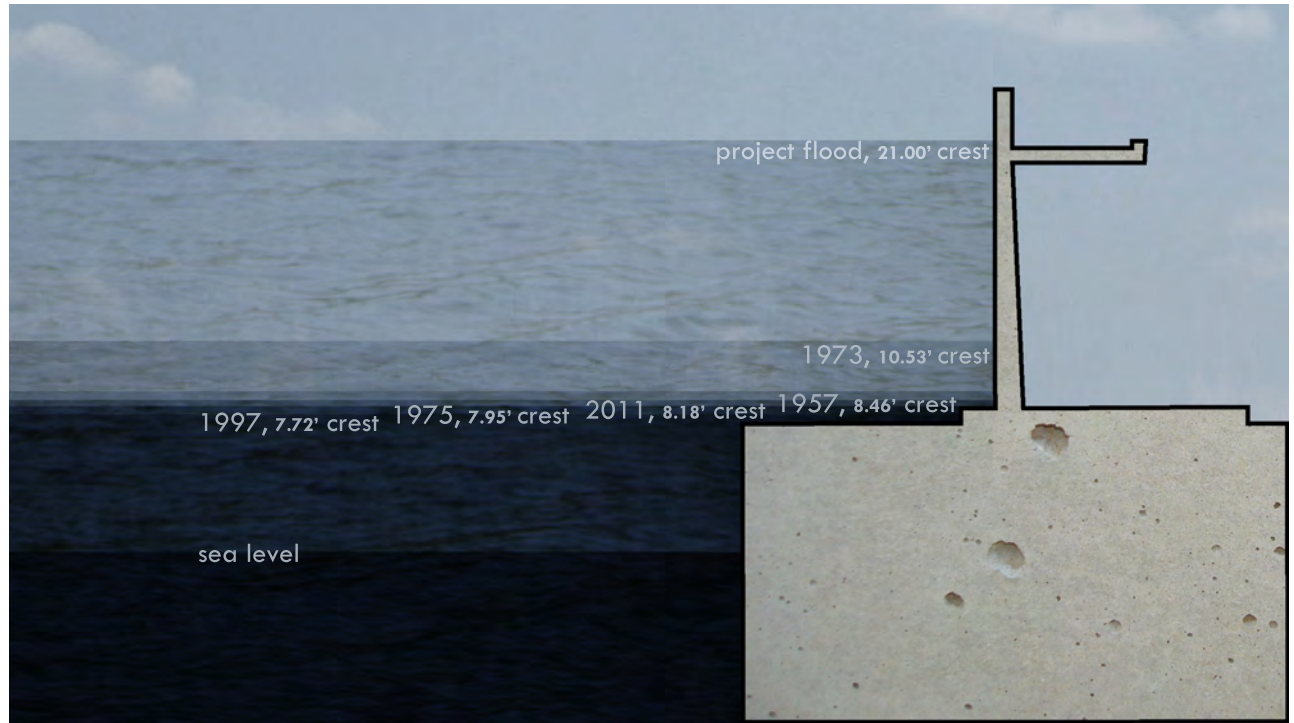 project flood, 21.00’ crest
1973, 10.53’ crest
1997, 7.72’ crest
1975, 7.95’ crest
2011, 8.18’ crest
1957, 8.46’ crest
sea level